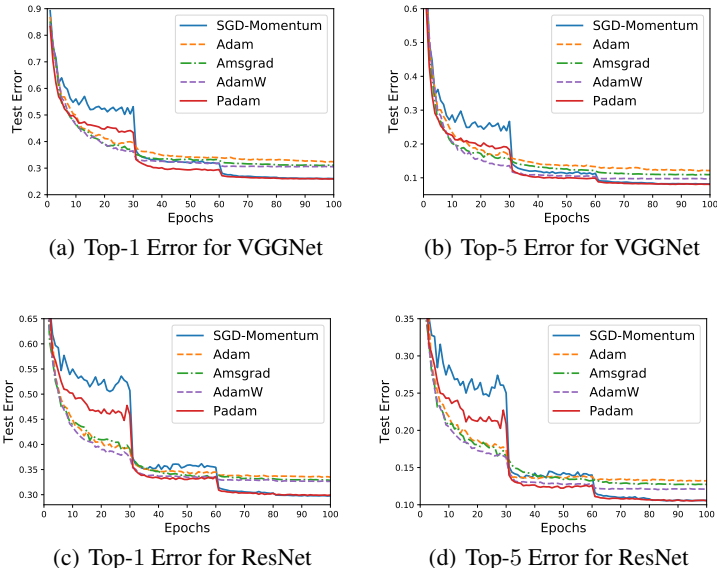 0.9
0.8
0.7
0.6
0.5
0.4
0.3
0.2
Test Error
0 10 20 30 40 50 60 70 80 90 100
Epochs
SGD-Momentum
Adam
Amsgrad
AdamW
Padam
(a) Top-1 Error for VGGNet
0.6
0.5
0.4
0.3
0.2
0.1
Test Error
0 10 20 30 40 50 60 70 80 90 100
Epochs
SGD-Momentum
Adam
Amsgrad
AdamW
Padam
(b) Top-5 Error for VGGNet
0.65
0.60
0.55
0.50
0.45
0.40
0.35
0.30
Test Error
0 10 20 30 40 50 60 70 80 90 100
Epochs
SGD-Momentum
Adam
Amsgrad
AdamW
Padam
(c) Top-1 Error for ResNet
0.35
0.30
0.25
0.20
0.15
0.10
Test Error
0 10 20 30 40 50 60 70 80 90 100
Epochs
SGD-Momentum
Adam
Amsgrad
AdamW
Padam
(d) Top-5 Error for ResNet